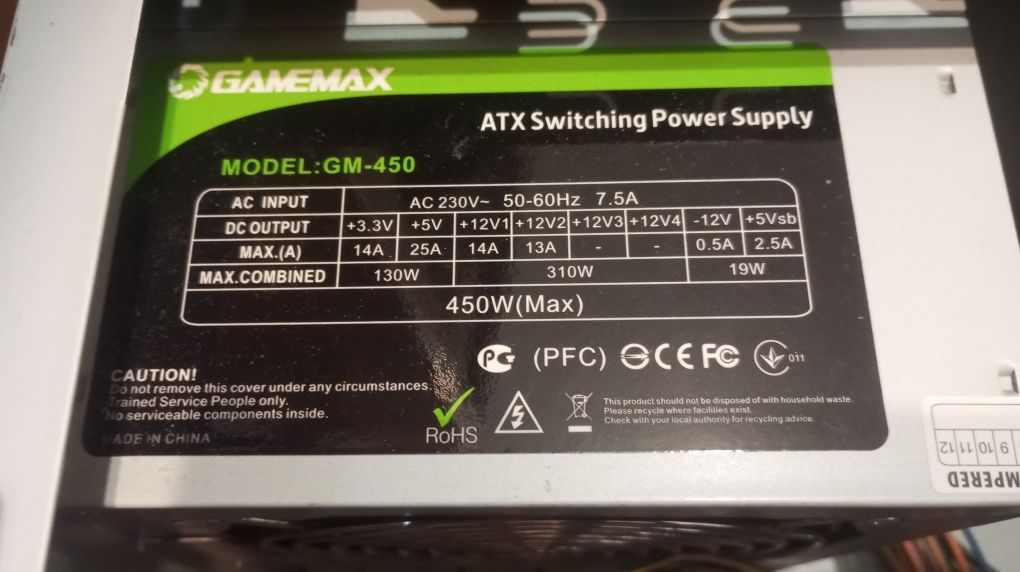 GAMEMAX
ATX Switching Power Supply
MODEL:GM-450
AC INPUT AC 230V~ 50-60Hz 7.5A
DC OUTPUT +3.3V +5V +12V1 +12V2 +12V3 +12V4 -12V +5Vsb
MAX.(A) 14A 25A 14A 13A - - 0.5A 2.5A
MAX.COMBINED 130W 310W 19W
450W(Max)
(PFC) CE FC 011
CAUTION!
Do not remove this cover under any circumstances.
Trained Service People only.
No serviceable components inside.
MADE IN CHINA
RoHS
This product should not be disposed of with household waste.
Please recycle where facilities exist.
Check with your local authority for recycling advice
9 10 11 12
MPERED